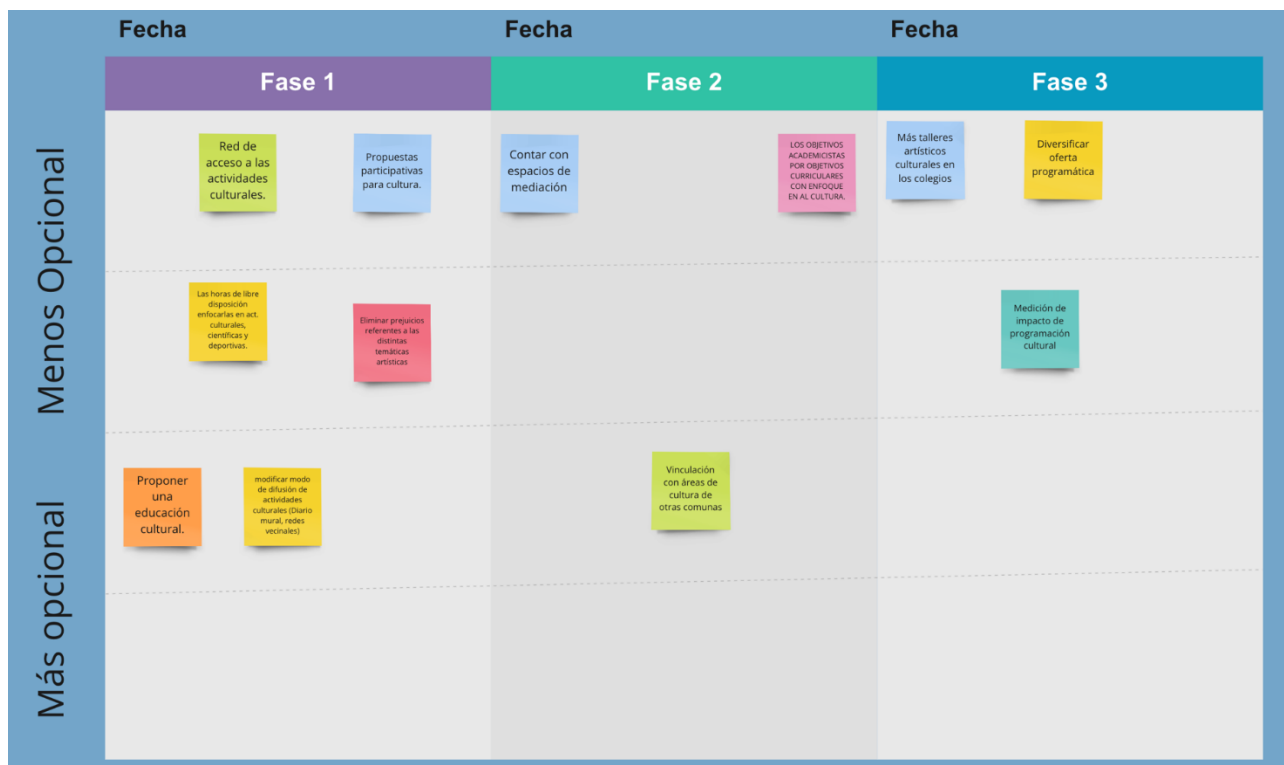 Fecha
Fecha
Fecha
Fase 1
Fase 2
Fase 3
Menos Opcional
Red de
acceso a las
actividades
culturales.
Propuestas
participativas
para cultura.
Contar con
espacios de
mediación
LOS OBJETIVOS
ACADEMICISTAS
POR OBJETIVOS
CURRICULARES
CON ENFOQUE
EN AL CULTURA.
Más talleres
artísticos
culturales en
los colegios
Diversificar
oferta
programática
Las horas de libre
disposición
enfocarlas en act.
culturales,
científicas y
deportivas.
Eliminar prejuicios
referentes a las
distintas
temáticas
artísticas
Medición de
impacto de
programación
cultural
Más opcional
Proponer
una
educación
cultural.
modificar modo
de difusión de
actividades
culturales (Diario
mural, redes
vecinales)
Vinculación
con áreas de
cultura de
otras comunas